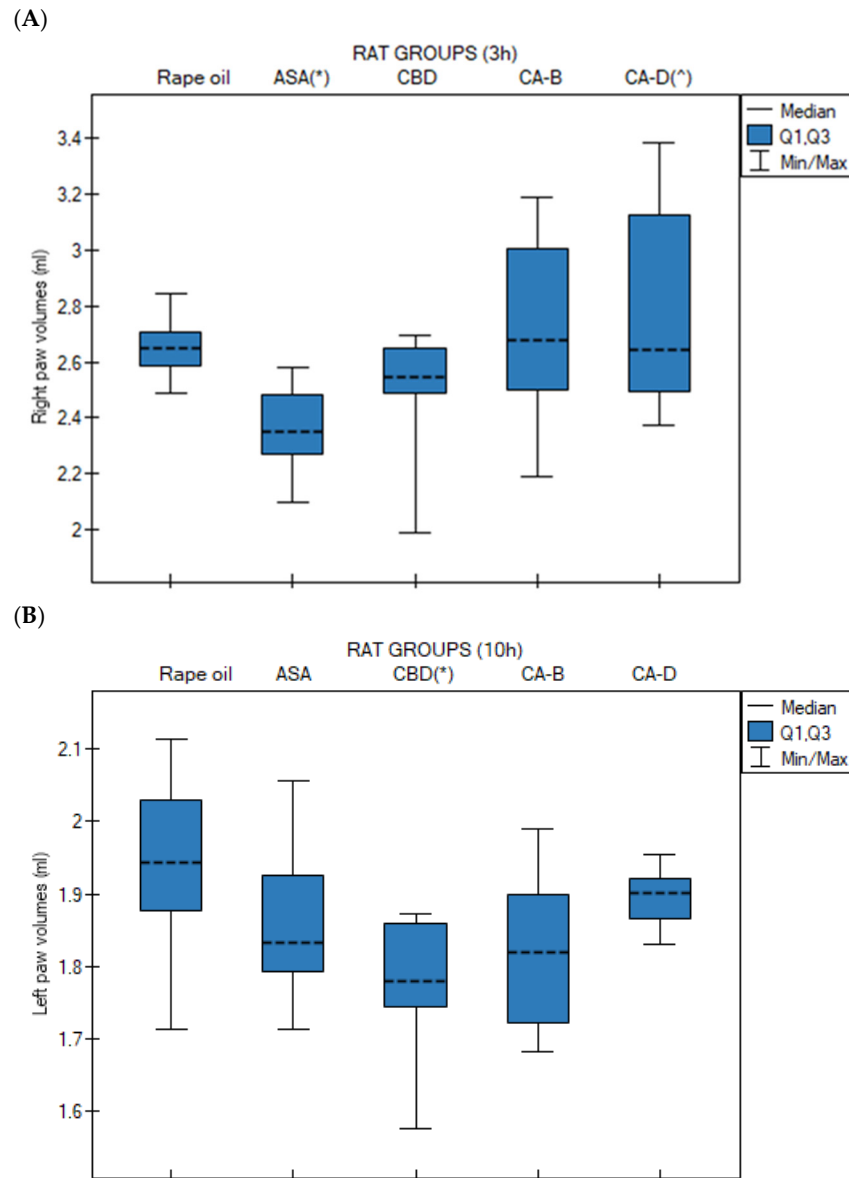 (A)
RAT GROUPS (3h)
Rape oil ASA(*) CBD CA-B CA-D(^)
Median
Q1,Q3
Min/Max
Right paw volumes (ml)
3.4
3.2
3
2.8
2.6
2.4
2.2
2
(B)
RAT GROUPS (10h)
Rape oil ASA CBD(*) CA-B CA-D
Median
Q1,Q3
Min/Max
Left paw volumes (ml)
2.1
2
1.9
1.8
1.7
1.6